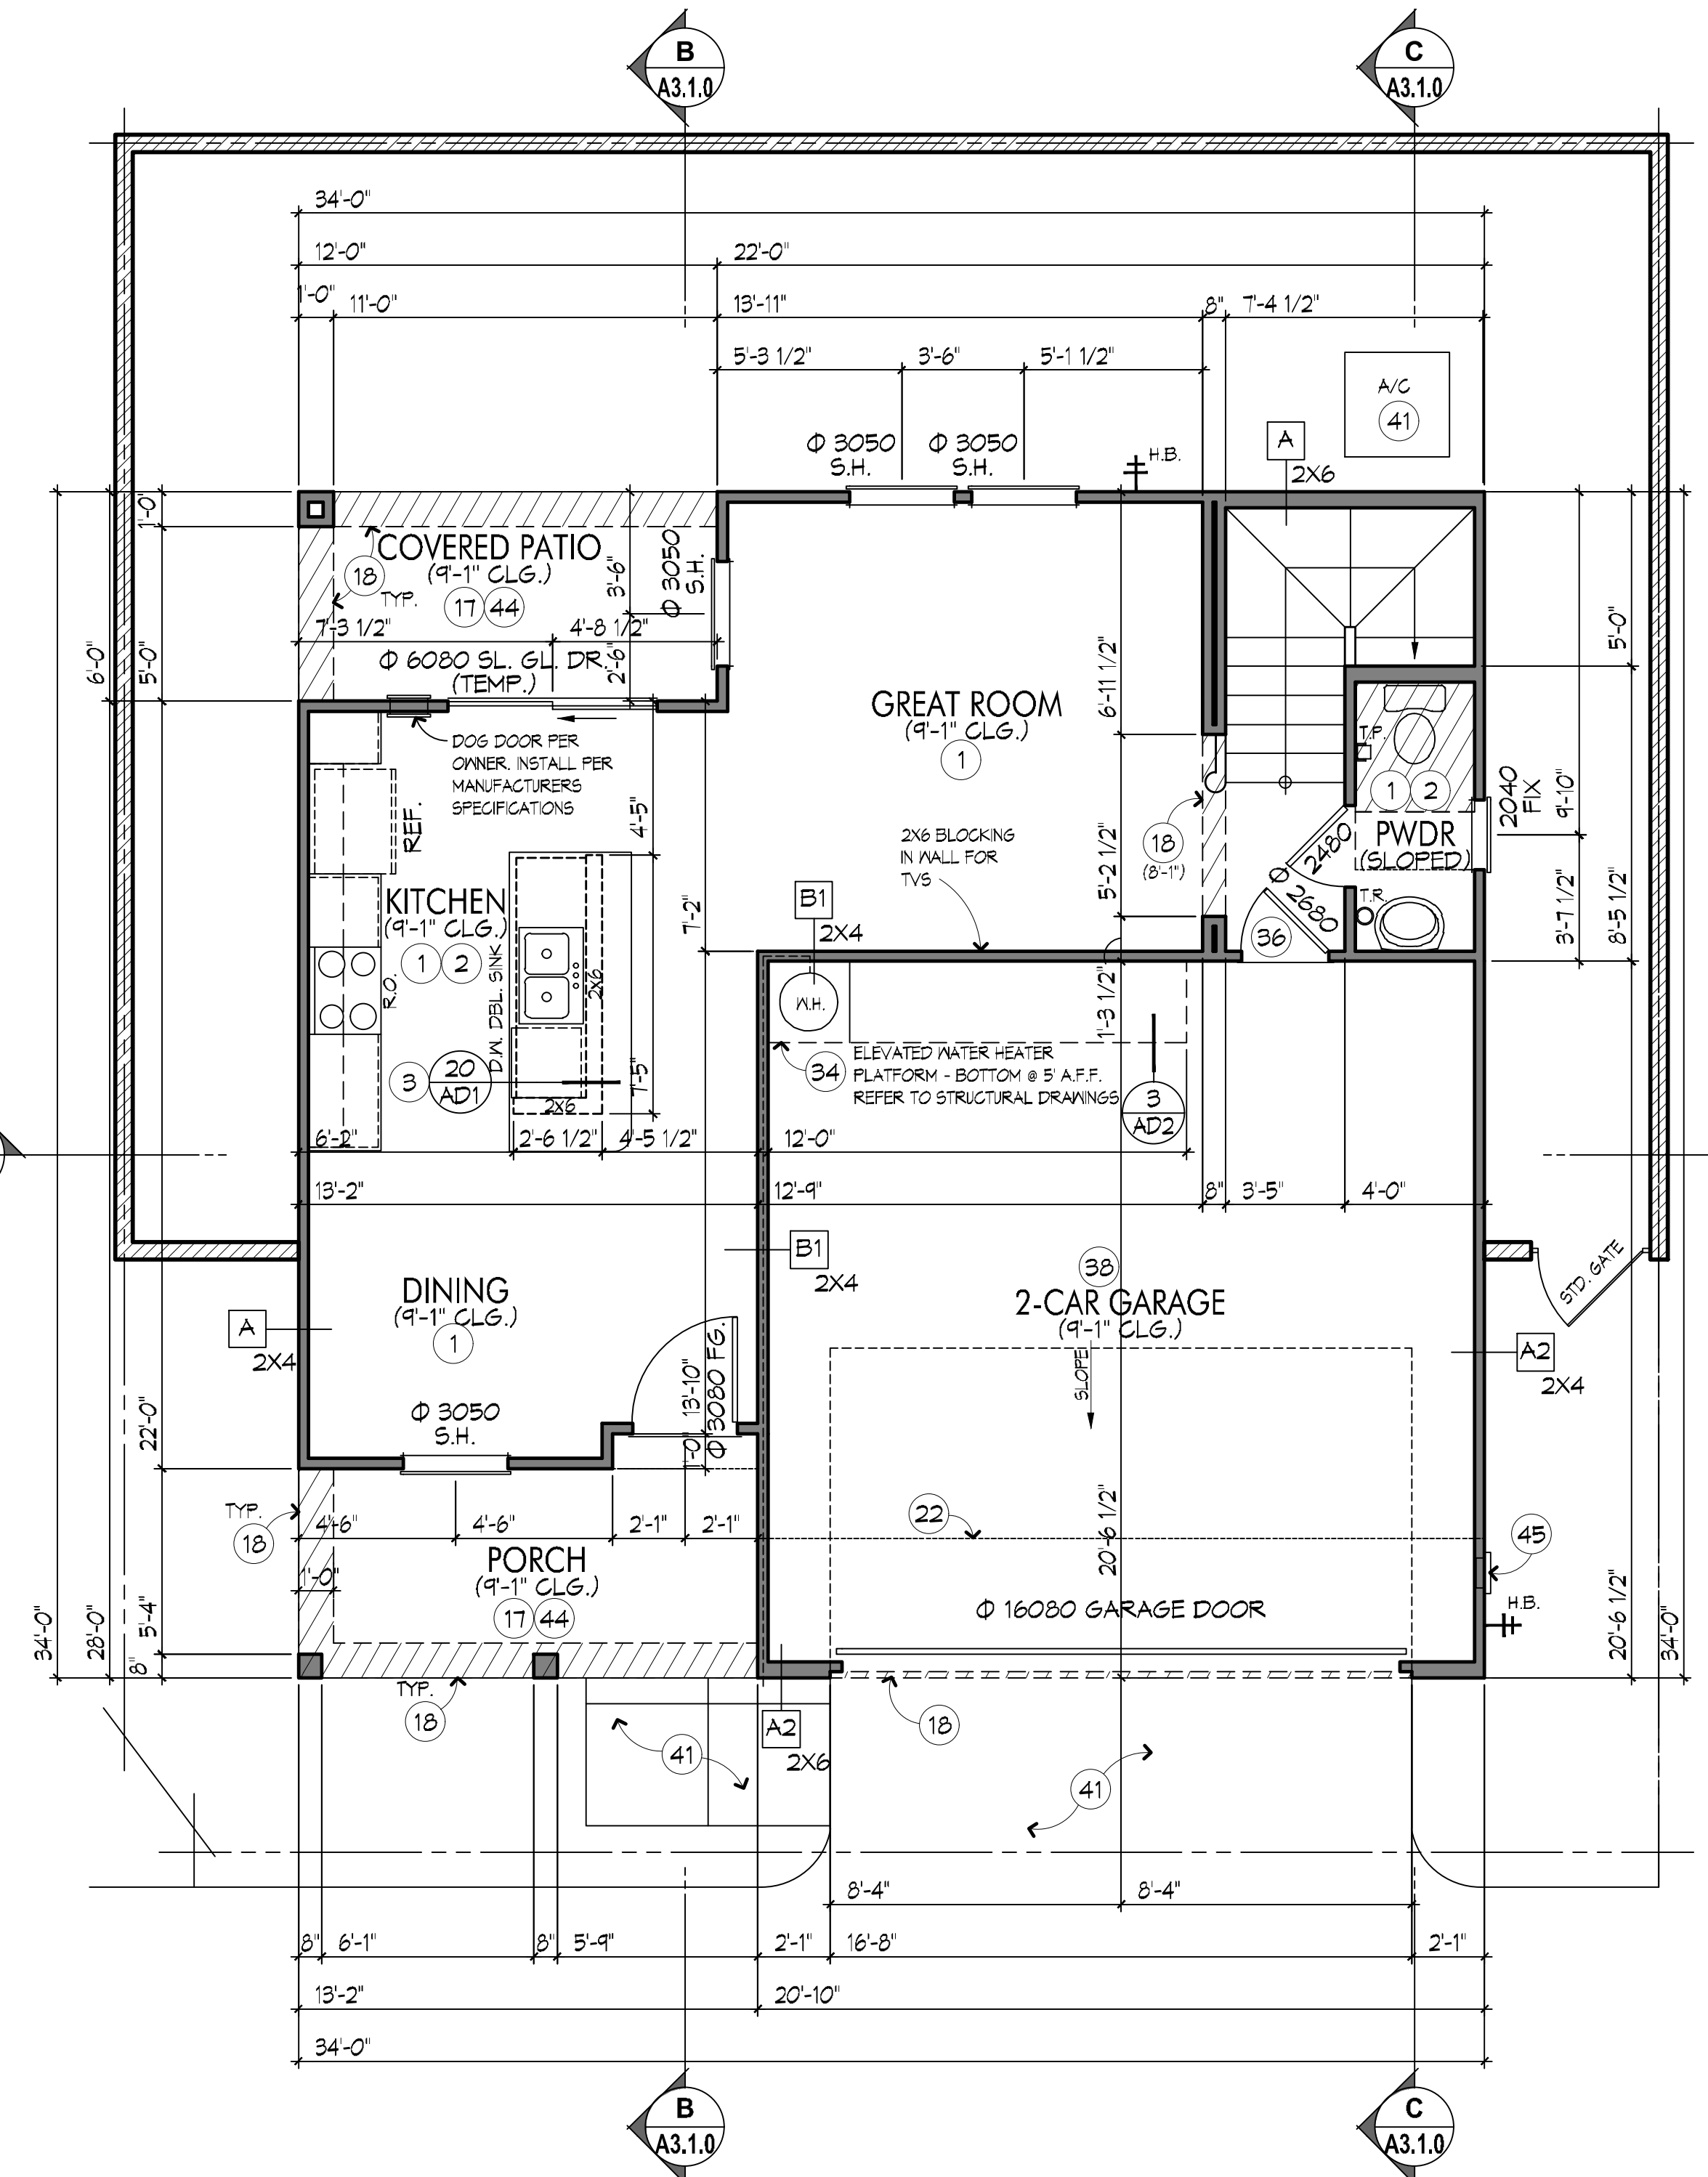 B
A3.1.0
C
A3.1.0
34'-0"
12'-0"
22'-0"
1'-0"
11'-0"
13'-11"
8"
7'-4 1/2"
5'-3 1/2"
3'-6"
5'-1 1/2"
A/C
41
Φ 3050
S.H.
Φ 3050
S.H.
H.B.
A
2X6
1'-0"
COVERED PATIO
(9'-1" CLG.)
18
TYP.
17
44
3'-6"
Φ 3050
S.H.
7'-3 1/2"
4'-8 1/2"
2'-6"
Φ 6080 SL. GL. DR.
(TEMP.)
6'-0"
5'-0"
5'-0"
DOG DOOR PER
OWNER. INSTALL PER
MANUFACTURERS
SPECIFICATIONS
GREAT ROOM
(9'-1" CLG.)
1
6'-11 1/2"
T.P.
1
2
PWDR
(SLOPED)
2040
FIX
9'-10"
REF.
4'-5"
2X6 BLOCKING
IN WALL FOR
TVS
18
(8'-1")
5'-2 1/2"
2480
Φ 2680
T.R.
36
3'-7 1/2"
8'-5 1/2"
KITCHEN
(9'-1" CLG.)
1
2
7'-2"
B1
2X4
R.O.
D.W. DBL. SINK
2X6
W.H.
1'-3 1/2"
3
20
AD1
2X6
7'-5"
34
ELEVATED WATER HEATER
PLATFORM - BOTTOM @ 5' A.F.F.
REFER TO STRUCTURAL DRAWINGS
3
AD2
6'-2"
2'-6 1/2"
4'-5 1/2"
12'-0"
13'-2"
12'-9"
8"
3'-5"
4'-0"
B1
2X4
38
2-CAR GARAGE
(9'-1" CLG.)
STD. GATE
DINING
(9'-1" CLG.)
1
A
2X4
A2
2X4
SLOPE
13'-10"
Φ 3080 FG.
Φ 3050
S.H.
22'-0"
1'-0"
TYP.
18
4'-6"
4'-6"
2'-1"
2'-1"
22
20'-6 1/2"
45
PORCH
(9'-1" CLG.)
17
44
1'-0"
Φ 16080 GARAGE DOOR
H.B.
34'-0"
28'-0"
5'-4"
8"
20'-6 1/2"
34'-0"
TYP.
18
41
A2
2X6
18
41
8'-4"
8'-4"
8"
6'-1"
8"
5'-9"
2'-1"
16'-8"
2'-1"
13'-2"
20'-10"
34'-0"
B
A3.1.0
C
A3.1.0